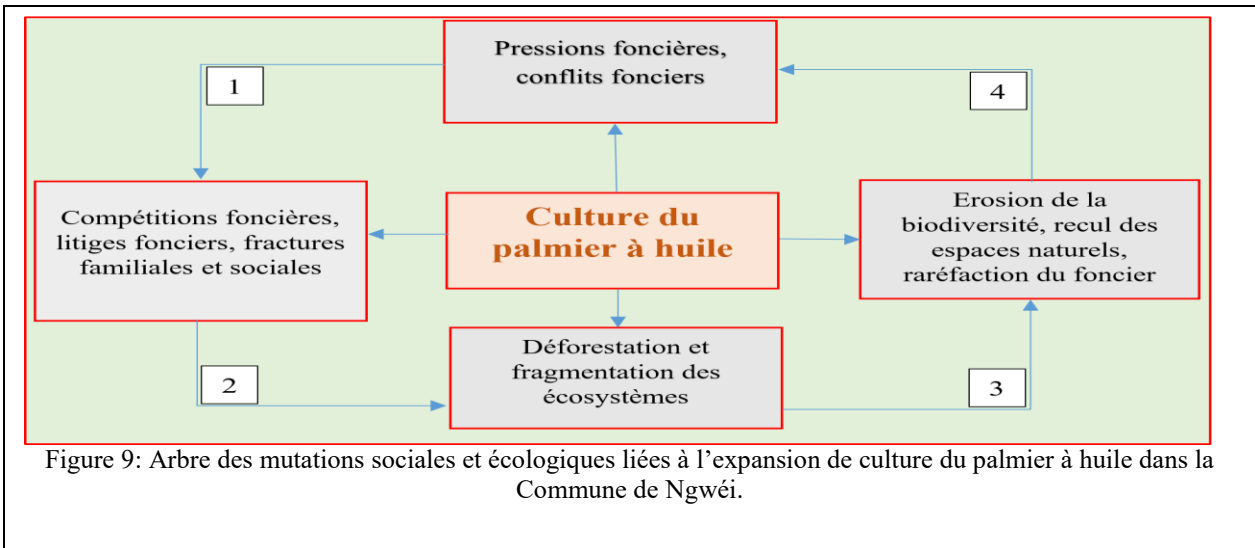 Pressions foncières,
conflits fonciers
1
4
Compétitions foncières,
litiges fonciers, fractures
familiales et sociales
Culture du
palmier à huile
Erosion de la
biodiversité, recul des
espaces naturels,
raréfaction du foncier
Déforestation et
fragmentation des
écosystèmes
2
3
Figure 9: Arbre des mutations sociales et écologiques liées à l’expansion de culture du palmier à huile dans la
Commune de Ngwéi.